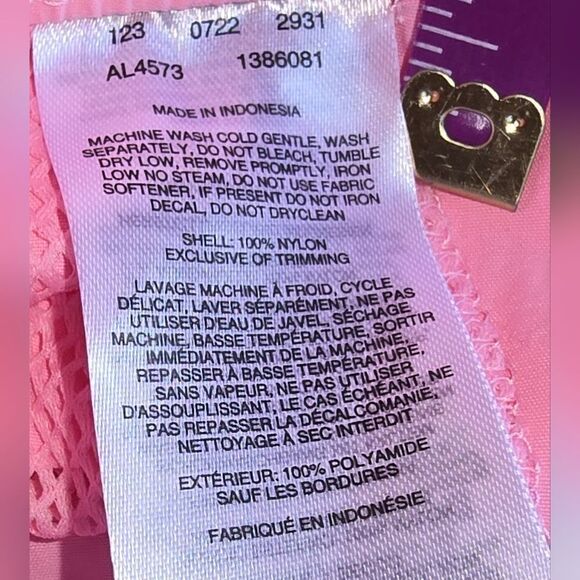 123 0722 2931
AL4573 1386081
MADE IN INDONESIA
MACHINE WASH COLD GENTLE, WASH
SEPARATELY, DO NOT BLEACH, TUMBLE
DRY LOW, REMOVE PROMPTLY, IRON
LOW NO STEAM, DO NOT USE FABRIC
SOFTENER, IF PRESENT DO NOT IRON
DECAL, DO NOT DRYCLEAN
SHELL: 100% NYLON
EXCLUSIVE OF TRIMMING
LAVAGE MACHINE À FROID, CYCLE
DÉLICAT, LAVER SÉPARÉMENT, NE PAS
UTILISER D'EAU DE JAVEL, SÉCHAGE
MACHINE, BASSE TEMPÉRATURE, SORTIR
IMMÉDIATEMENT DE LA MACHINE,
REPASSER À BASSE TEMPÉRATURE,
SANS VAPEUR, NE PAS UTILISER
D'ASSOUPLISSANT, LE CAS ÉCHÉANT, NE
PAS REPASSER LA DÉCALCOMANIE,
NETTOYAGE À SEC INTERDIT
EXTÉRIEUR: 100% POLYAMIDE
SAUF LES BORDURES
FABRIQUÉ EN INDONÉSIE